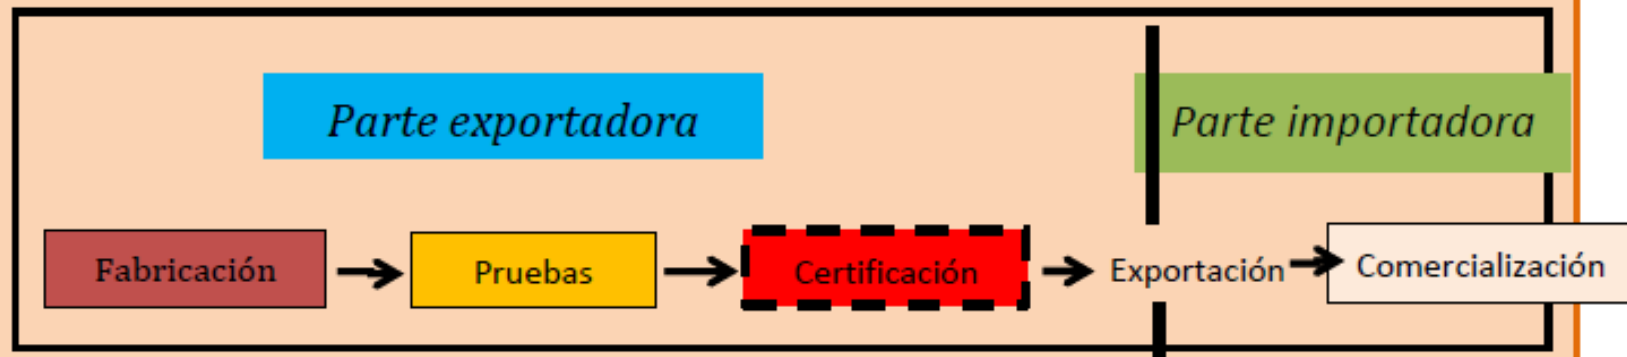 Parte exportadora
Parte importadora
Fabricación
Pruebas
Certificación
Exportación
Comercialización